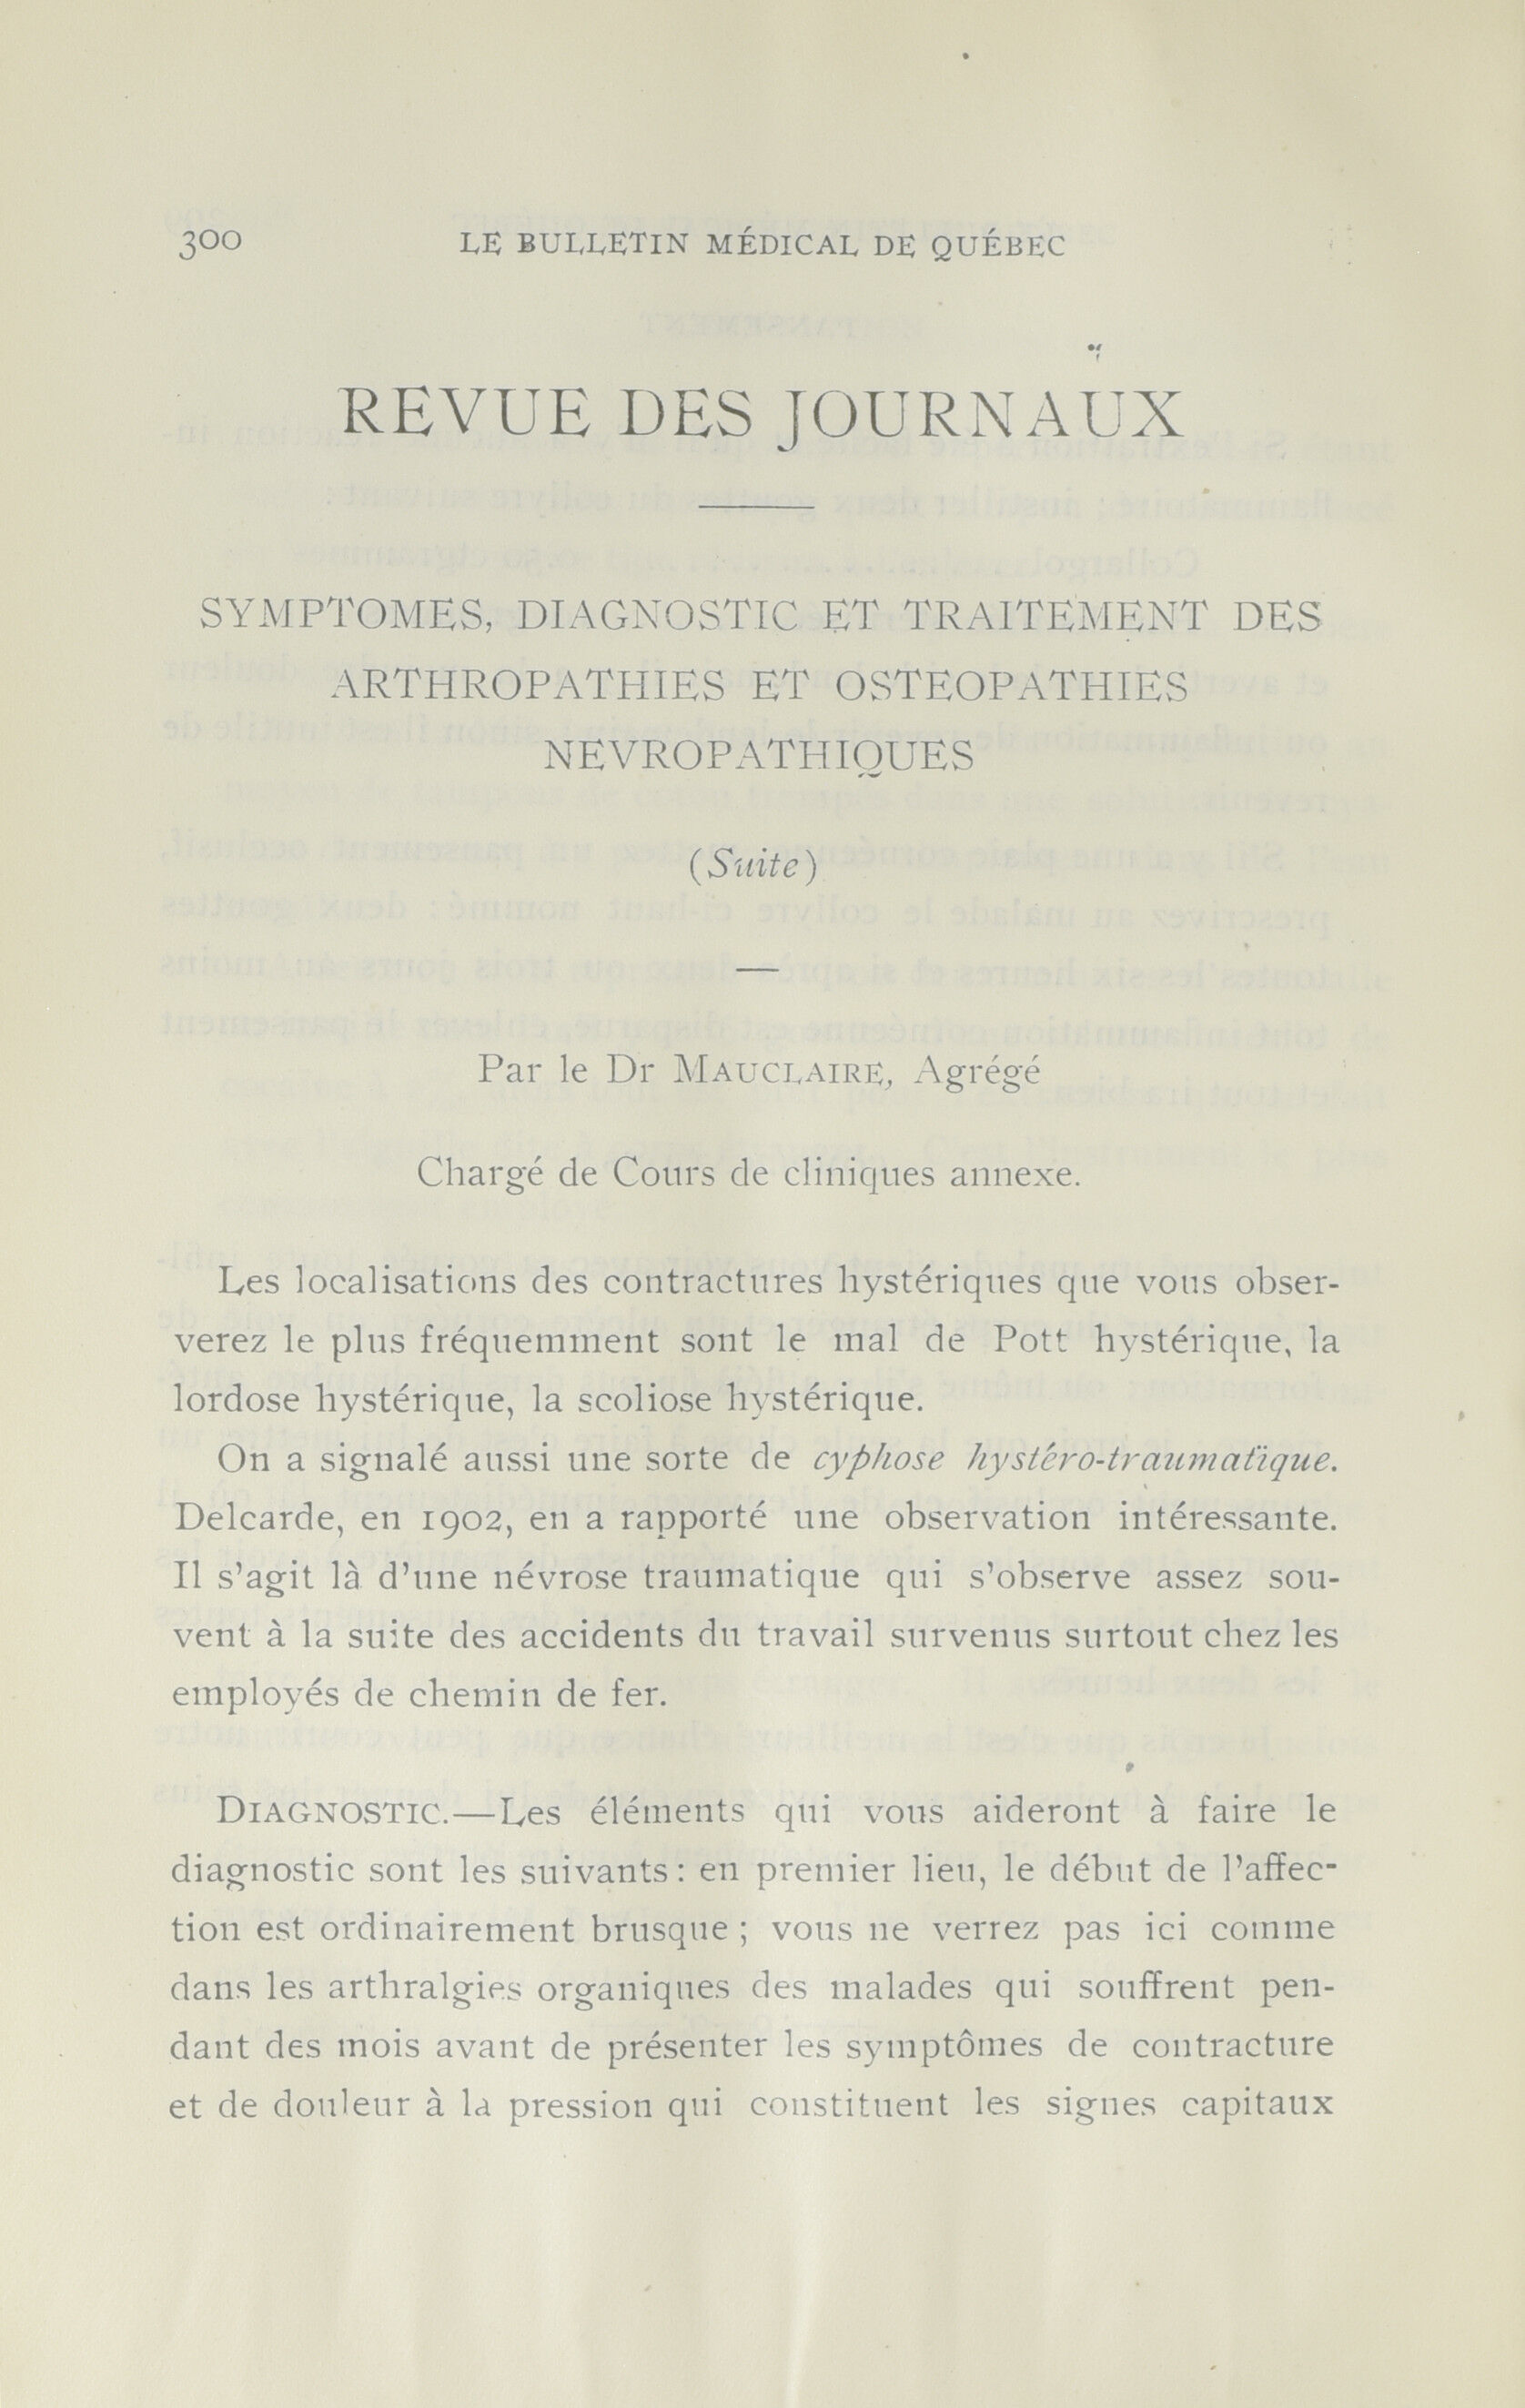 300 LE BULLETIN MÉDICAL DE QUÉBEC
REVUE DES JOURNAUX
SYMPTOMES, DIAGNOSTIC ET TRAITEMENT DES
ARTHROPATHIES ET OSTEOPATHIES
NEVROPATHIQUES
(Suite)
Par le Dr MAUCLAIRE, Agrégé
Chargé de Cours de cliniques annexe.
Les localisations des contractures hystériques que vous obser-
verez le plus fréquemment sont le mal de Pott hystérique, la
lordose hystérique, la scoliose hystérique.
On a signalé aussi une sorte de cyphose hystéro-traumatique.
Delcarde, en 1902, en a rapporté une observation intéressante.
Il s'agit là d'une névrose traumatique qui s'observe assez sou-
vent à la suite des accidents du travail survenus surtout chez les
employés de chemin de fer.
DIAGNOSTIC.—Les éléments qui vous aideront à faire le
diagnostic sont les suivants : en premier lieu, le début de l'affec-
tion est ordinairement brusque ; vous ne verrez pas ici comme
dans les arthralgies organiques des malades qui souffrent pen-
dant des mois avant de présenter les symptômes de contracture
et de douleur à la pression qui constituent les signes capitaux